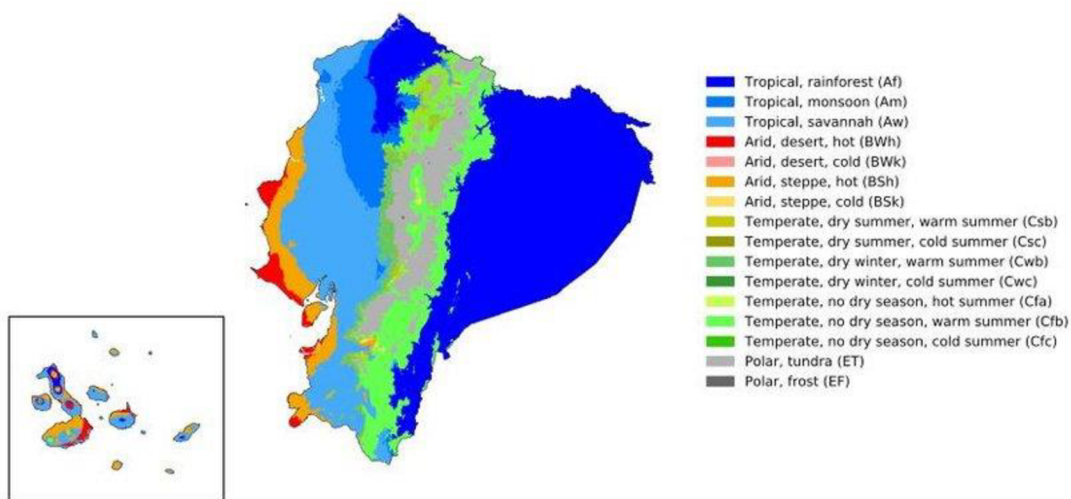 Tropical, rainforest (Af)
Tropical, monsoon (Am)
Tropical, savannah (Aw)
Arid, desert, hot (BWh)
Arid, desert, cold (BWk)
Arid, steppe, hot (BSh)
Arid, steppe, cold (BSk)
Temperate, dry summer, warm summer (Csb)
Temperate, dry summer, cold summer (Csc)
Temperate, dry winter, warm summer (Cwb)
Temperate, dry winter, cold summer (Cwc)
Temperate, no dry season, hot summer (Cfa)
Temperate, no dry season, warm summer (Cfb)
Temperate, no dry season, cold summer (Cfc)
Polar, tundra (ET)
Polar, frost (EF)